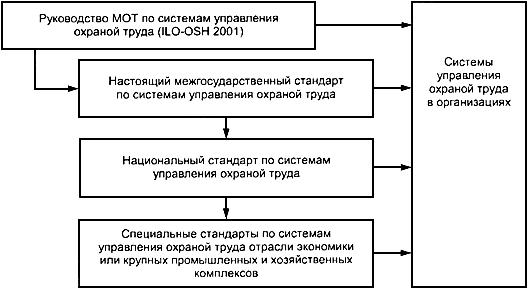 Руководство МОТ по системам управления
охраной труда (ILO-OSH 2001)
Настоящий межгосударственный стандарт
по системам управления охраной труда
Национальный стандарт по системам
управления охраной труда
Специальные стандарты по системам
управления охраной труда отрасли экономики
или крупных промышленных и хозяйственных
комплексов
Системы
управления
охраной труда
в организациях